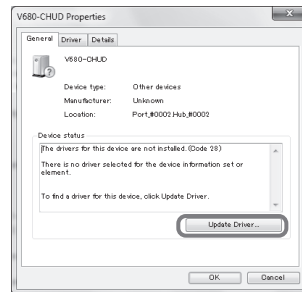 V680-CHUD Properties
X
General Driver Details
V680-CHUD
Device type: Other devices
Manufacturer: Unknown
Location: Port_#0002.Hub_#0002
Device status
The drivers for this device are not installed. (Code 28)
There is no driver selected for the device information set or
element.
To find a driver for this device, click Update Driver.
Update Driver...
OK Cancel